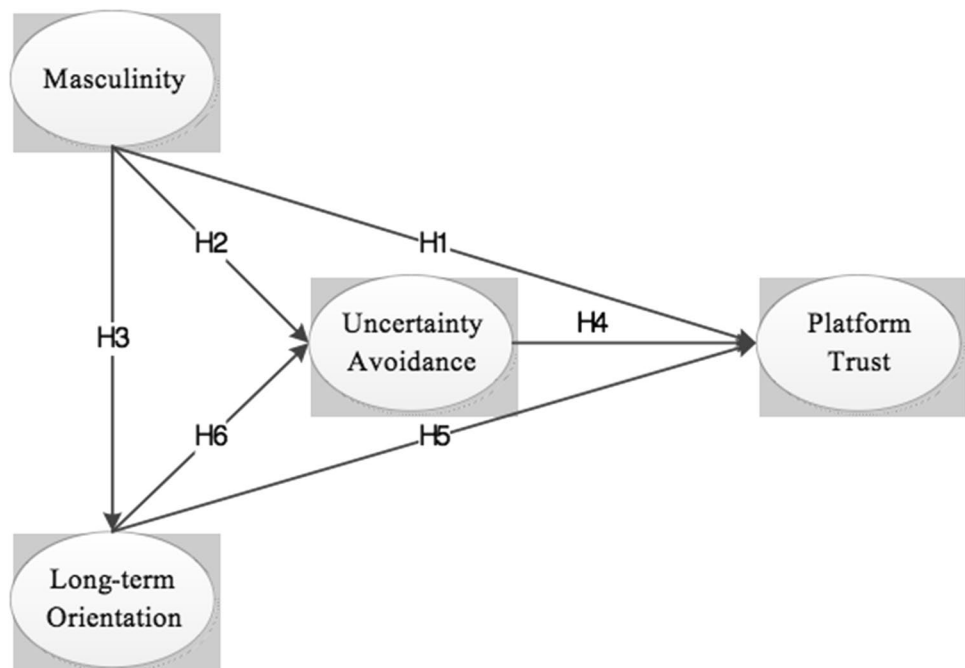 Masculinity
H2
H1
H3
Uncertainty
Avoidance
H4
Platform
Trust
H6
H5
Long-term
Orientation